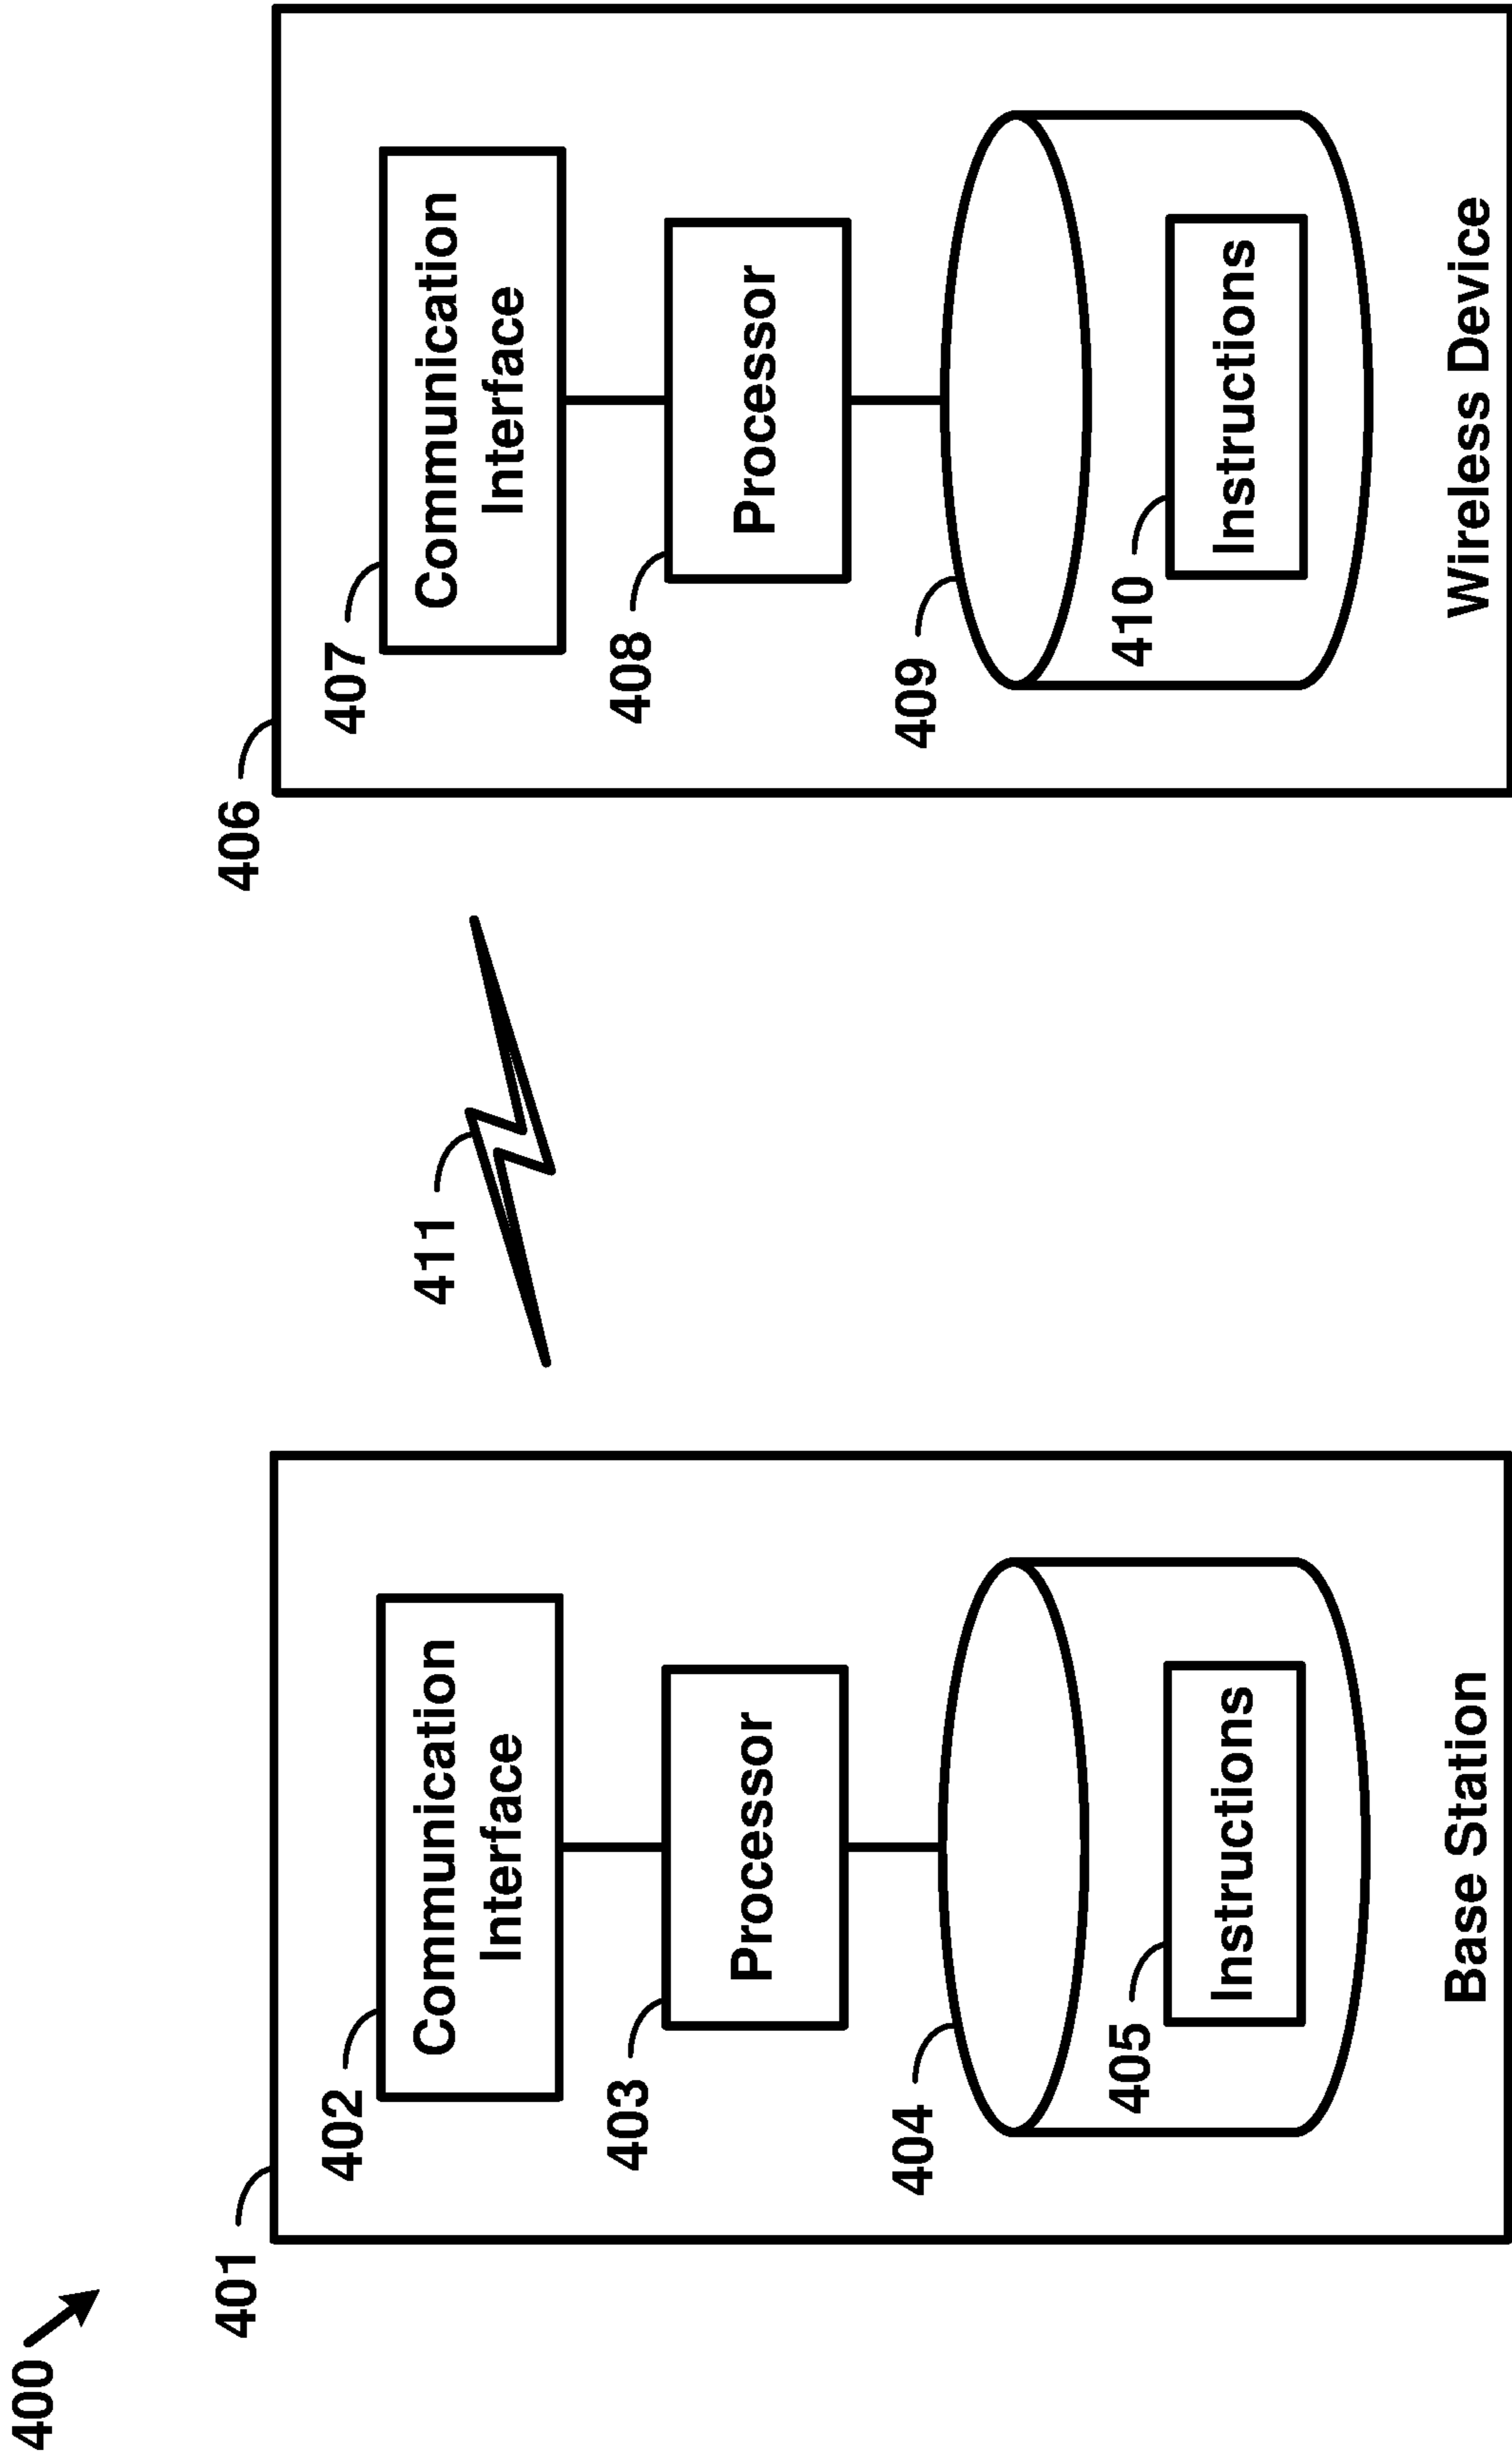 400
401
402
Communication
Interface
403
Processor
404
405
Instructions
Base Station
411
406
407
Communication
Interface
408
Processor
409
410
Instructions
Wireless Device